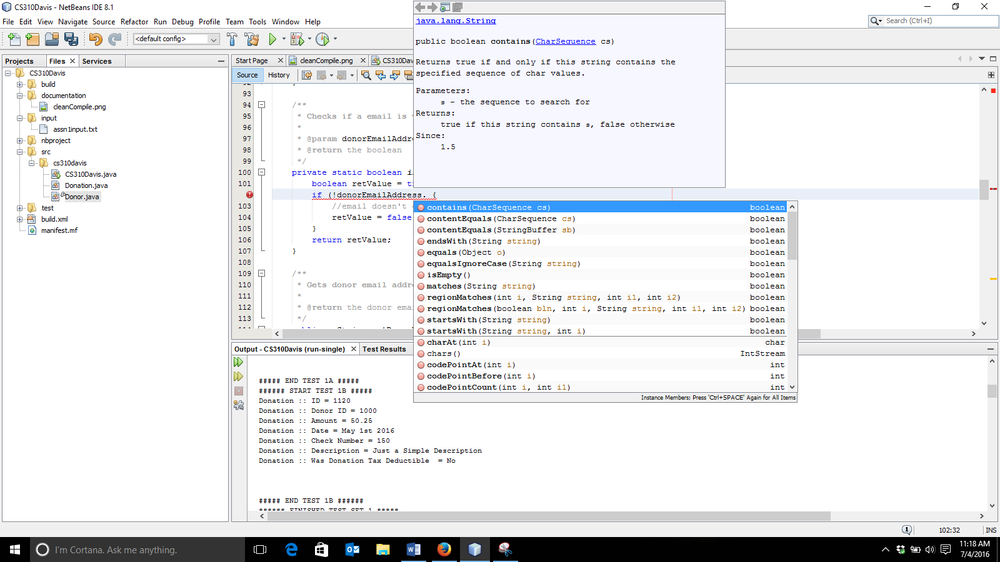 CS310Davis - NetBeans IDE 8.1
File Edit View Navigate Source Refactor Run Debug Profile Team Tools Window Help
Search (Ctrl+I)
<default config>
Projects Files Services
CS310Davis
build
documentation
cleanCompile.png
input
assn1input.txt
nbproject
src
cs310davis
CS310Davis.java
Donation.java
Donor.java
test
build.xml
manifest.mf
Start Page cleanCompile.png CS310Dav
Source History
93
94 /**
95 * Checks if a email is
96 *
97 * @param donorEmailAddre
98 * @return the boolean
99 */
100 private static boolean i
101 boolean retValue = t
if (!donorEmailAddress. {
103 //email doesn't
104 retValue = false
105 }
106 return retValue;
107 }
108
109 /**
110 * Gets donor email addre
111 *
112 * @return the donor emai
113 */
java.lang.String
public boolean contains(CharSequence cs)
Returns true if and only if this string contains the
specified sequence of char values.
Parameters:
s - the sequence to search for
Returns:
true if this string contains s, false otherwise
Since:
1.5
contains(CharSequence cs) boolean
contentEquals(CharSequence cs) boolean
contentEquals(StringBuffer sb) boolean
endsWith(String string) boolean
equals(Object o) boolean
equalsIgnoreCase(String string) boolean
isEmpty() boolean
matches(String string) boolean
regionMatches(int i, String string, int i1, int i2) boolean
regionMatches(boolean bln, int i, String string, int i1, int i2) boolean
startsWith(String string) boolean
startsWith(String string, int i) boolean
charAt(int i) char
chars() IntStream
codePointAt(int i) int
codePointBefore(int i) int
codePointCount(int i, int i1) int
Instance Members; Press 'Ctrl+SPACE' Again for All Items
Output - CS310Davis (run-single) Test Results
##### END TEST 1A #####
###### START TEST 1B #####
Donation :: ID = 1120
Donation :: Donor ID = 1000
Donation :: Amount = 50.25
Donation :: Date = May 1st 2016
Donation :: Check Number = 150
Donation :: Description = Just a Simple Description
Donation :: Was Donation Tax Deductible  = No
##### END TEST 1B ######
###### FINISHED TEST SET 1 #####
1 102:32 INS
I'm Cortana. Ask me anything.
11:18 AM
7/4/2016